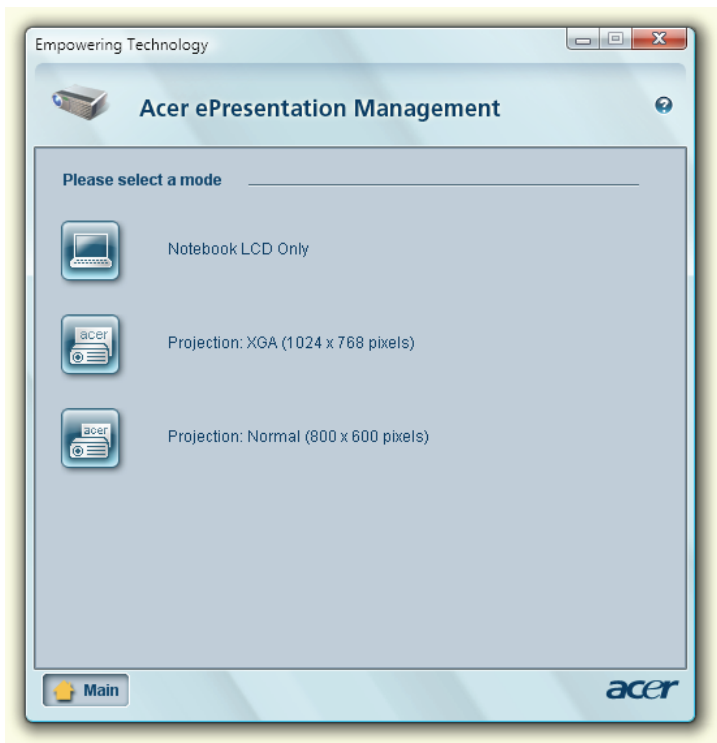 Empowering Technology
Acer ePresentation Management
Please select a mode
Notebook LCD Only
acer
Projection: XGA (1024 x 768 pixels)
acer
Projection: Normal (800 x 600 pixels)
Main
acer